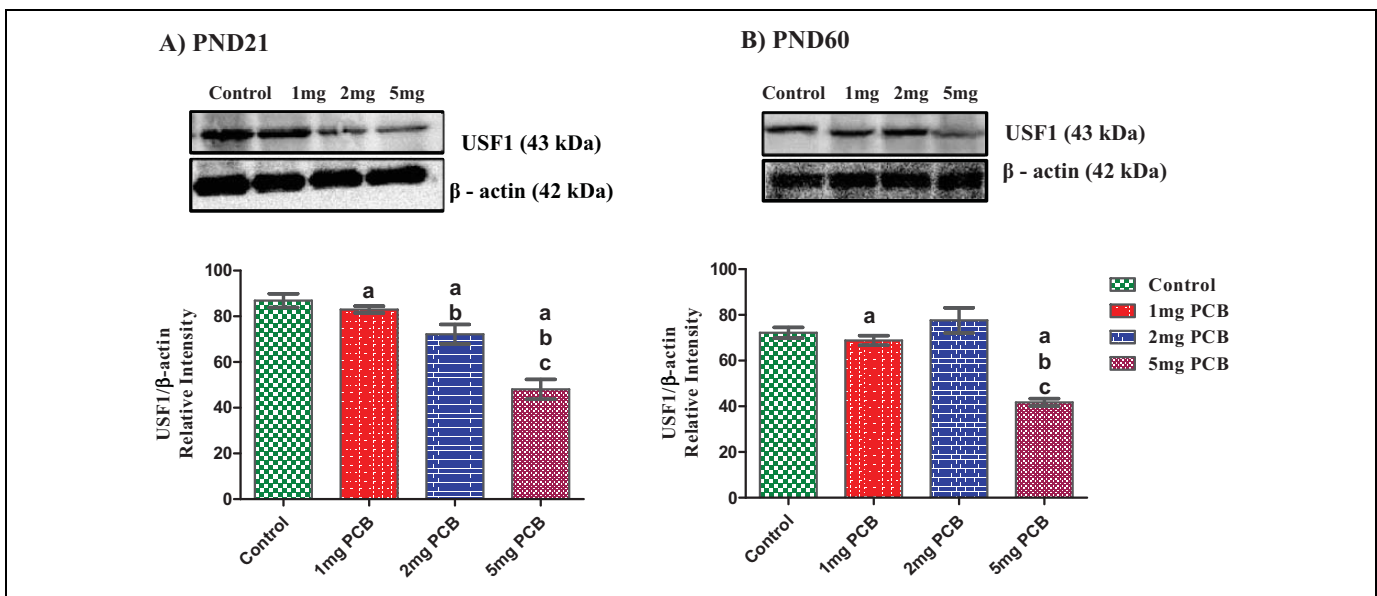 A) PND21
Control 1mg 2mg 5mg
USF1 (43 kDa)
β - actin (42 kDa)
100
80
60
40
20
0
USF1/β-actin
Relative Intensity
a
a
b
a
b
c
Control
1mg PCB
2mg PCB
5mg PCB
B) PND60
Control 1mg 2mg 5mg
USF1 (43 kDa)
β - actin (42 kDa)
100
80
60
40
20
0
USF1/β-actin
Relative Intensity
a
a
b
c
Control
1mg PCB
2mg PCB
5mg PCB
Control
1mg PCB
2mg PCB
5mg PCB